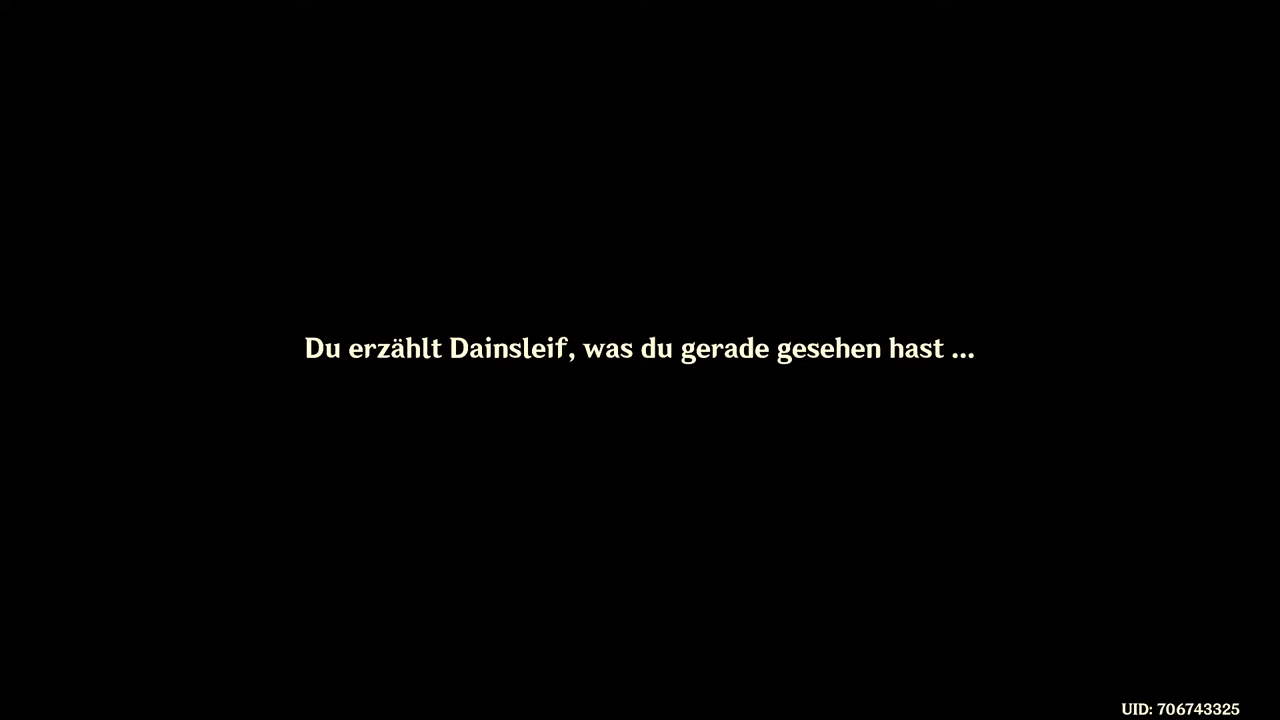 Du erzählt Dainsleif, was du gerade gesehen hast ...
UID: 706743325